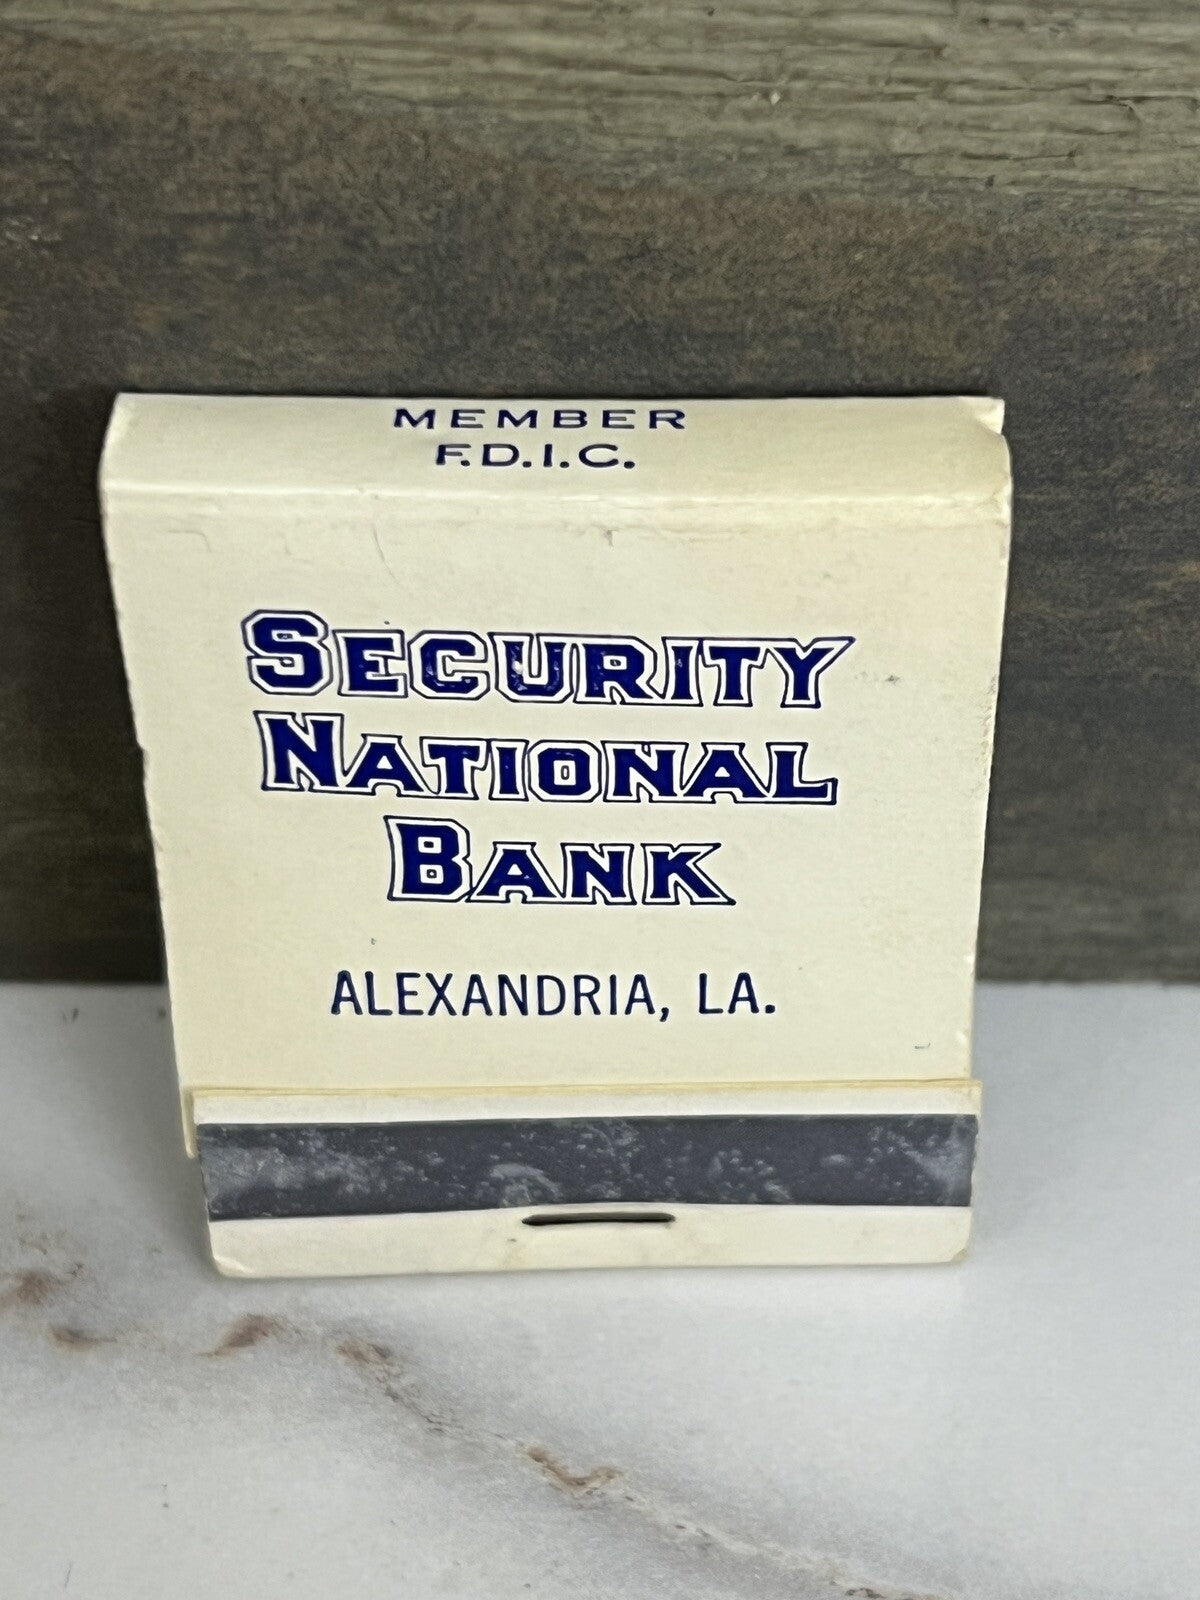 MEMBER
F.D.I.C.
SECURITY
NATIONAL
BANK
ALEXANDRIA, LA.